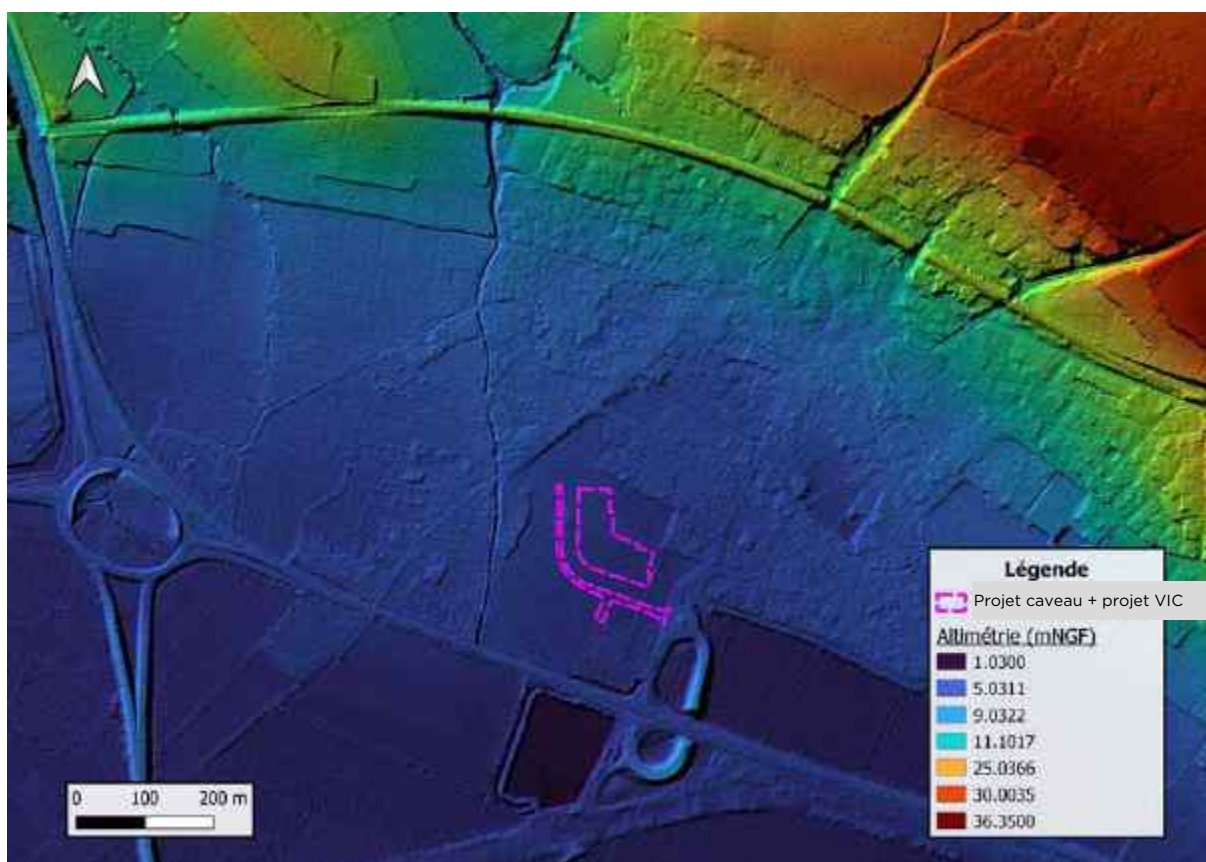 Légende
Projet caveau + projet VIC
Altimétrie (mNGF)
1.0300
5.0311
9.0322
11.1017
25.0366
30.0035
36.3500
0 100 200 m